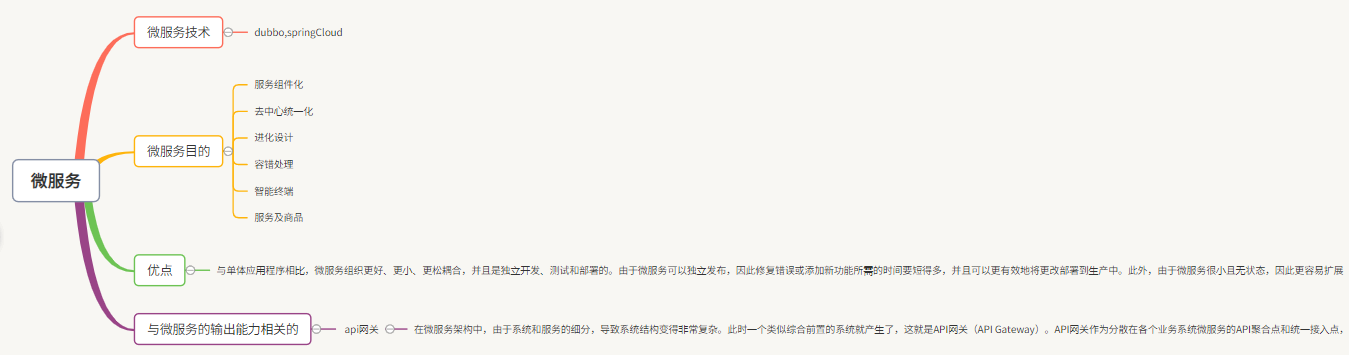 微服务
微服务技术
dubbo,springCloud
微服务目的
服务组件化
去中心统一化
进化设计
容错处理
智能终端
服务及商品
优点
与单体应用程序相比，微服务组织更好、更小、更松耦合，并且是独立开发、测试和部署的。由于微服务可以独立发布，因此修复错误或添加新功能所需的时间要短得多，并且可以更有效地将更改部署到生产中。此外，由于微服务很小且无状态，因此更容易扩展
与微服务的输出能力相关的
api网关
在微服务架构中，由于系统和服务的细分，导致系统结构变得非常复杂。此时一个类似综合前置的系统就产生了，这就是API网关（API Gateway）。API网关作为分散在各个业务系统微服务的API聚合点和统一接入点，